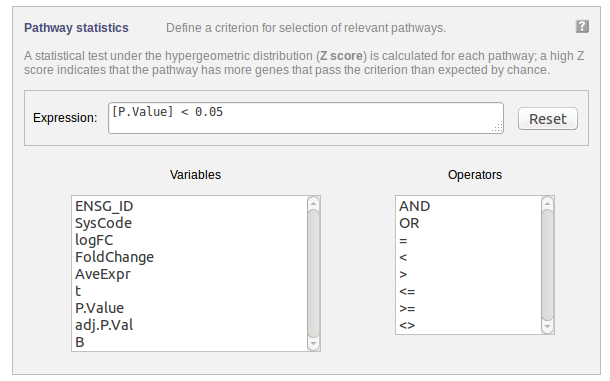 Pathway statistics Define a criterion for selection of relevant pathways. ?
A statistical test under the hypergeometric distribution (Z score) is calculated for each pathway; a high Z
score indicates that the pathway has more genes that pass the criterion than expected by chance.
Expression: [P.Value] < 0.05 Reset
Variables
ENSG_ID
SysCode
logFC
FoldChange
AveExpr
t
P.Value
adj.P.Val
B
Operators
AND
OR
=
<
>
<=
>=
<>